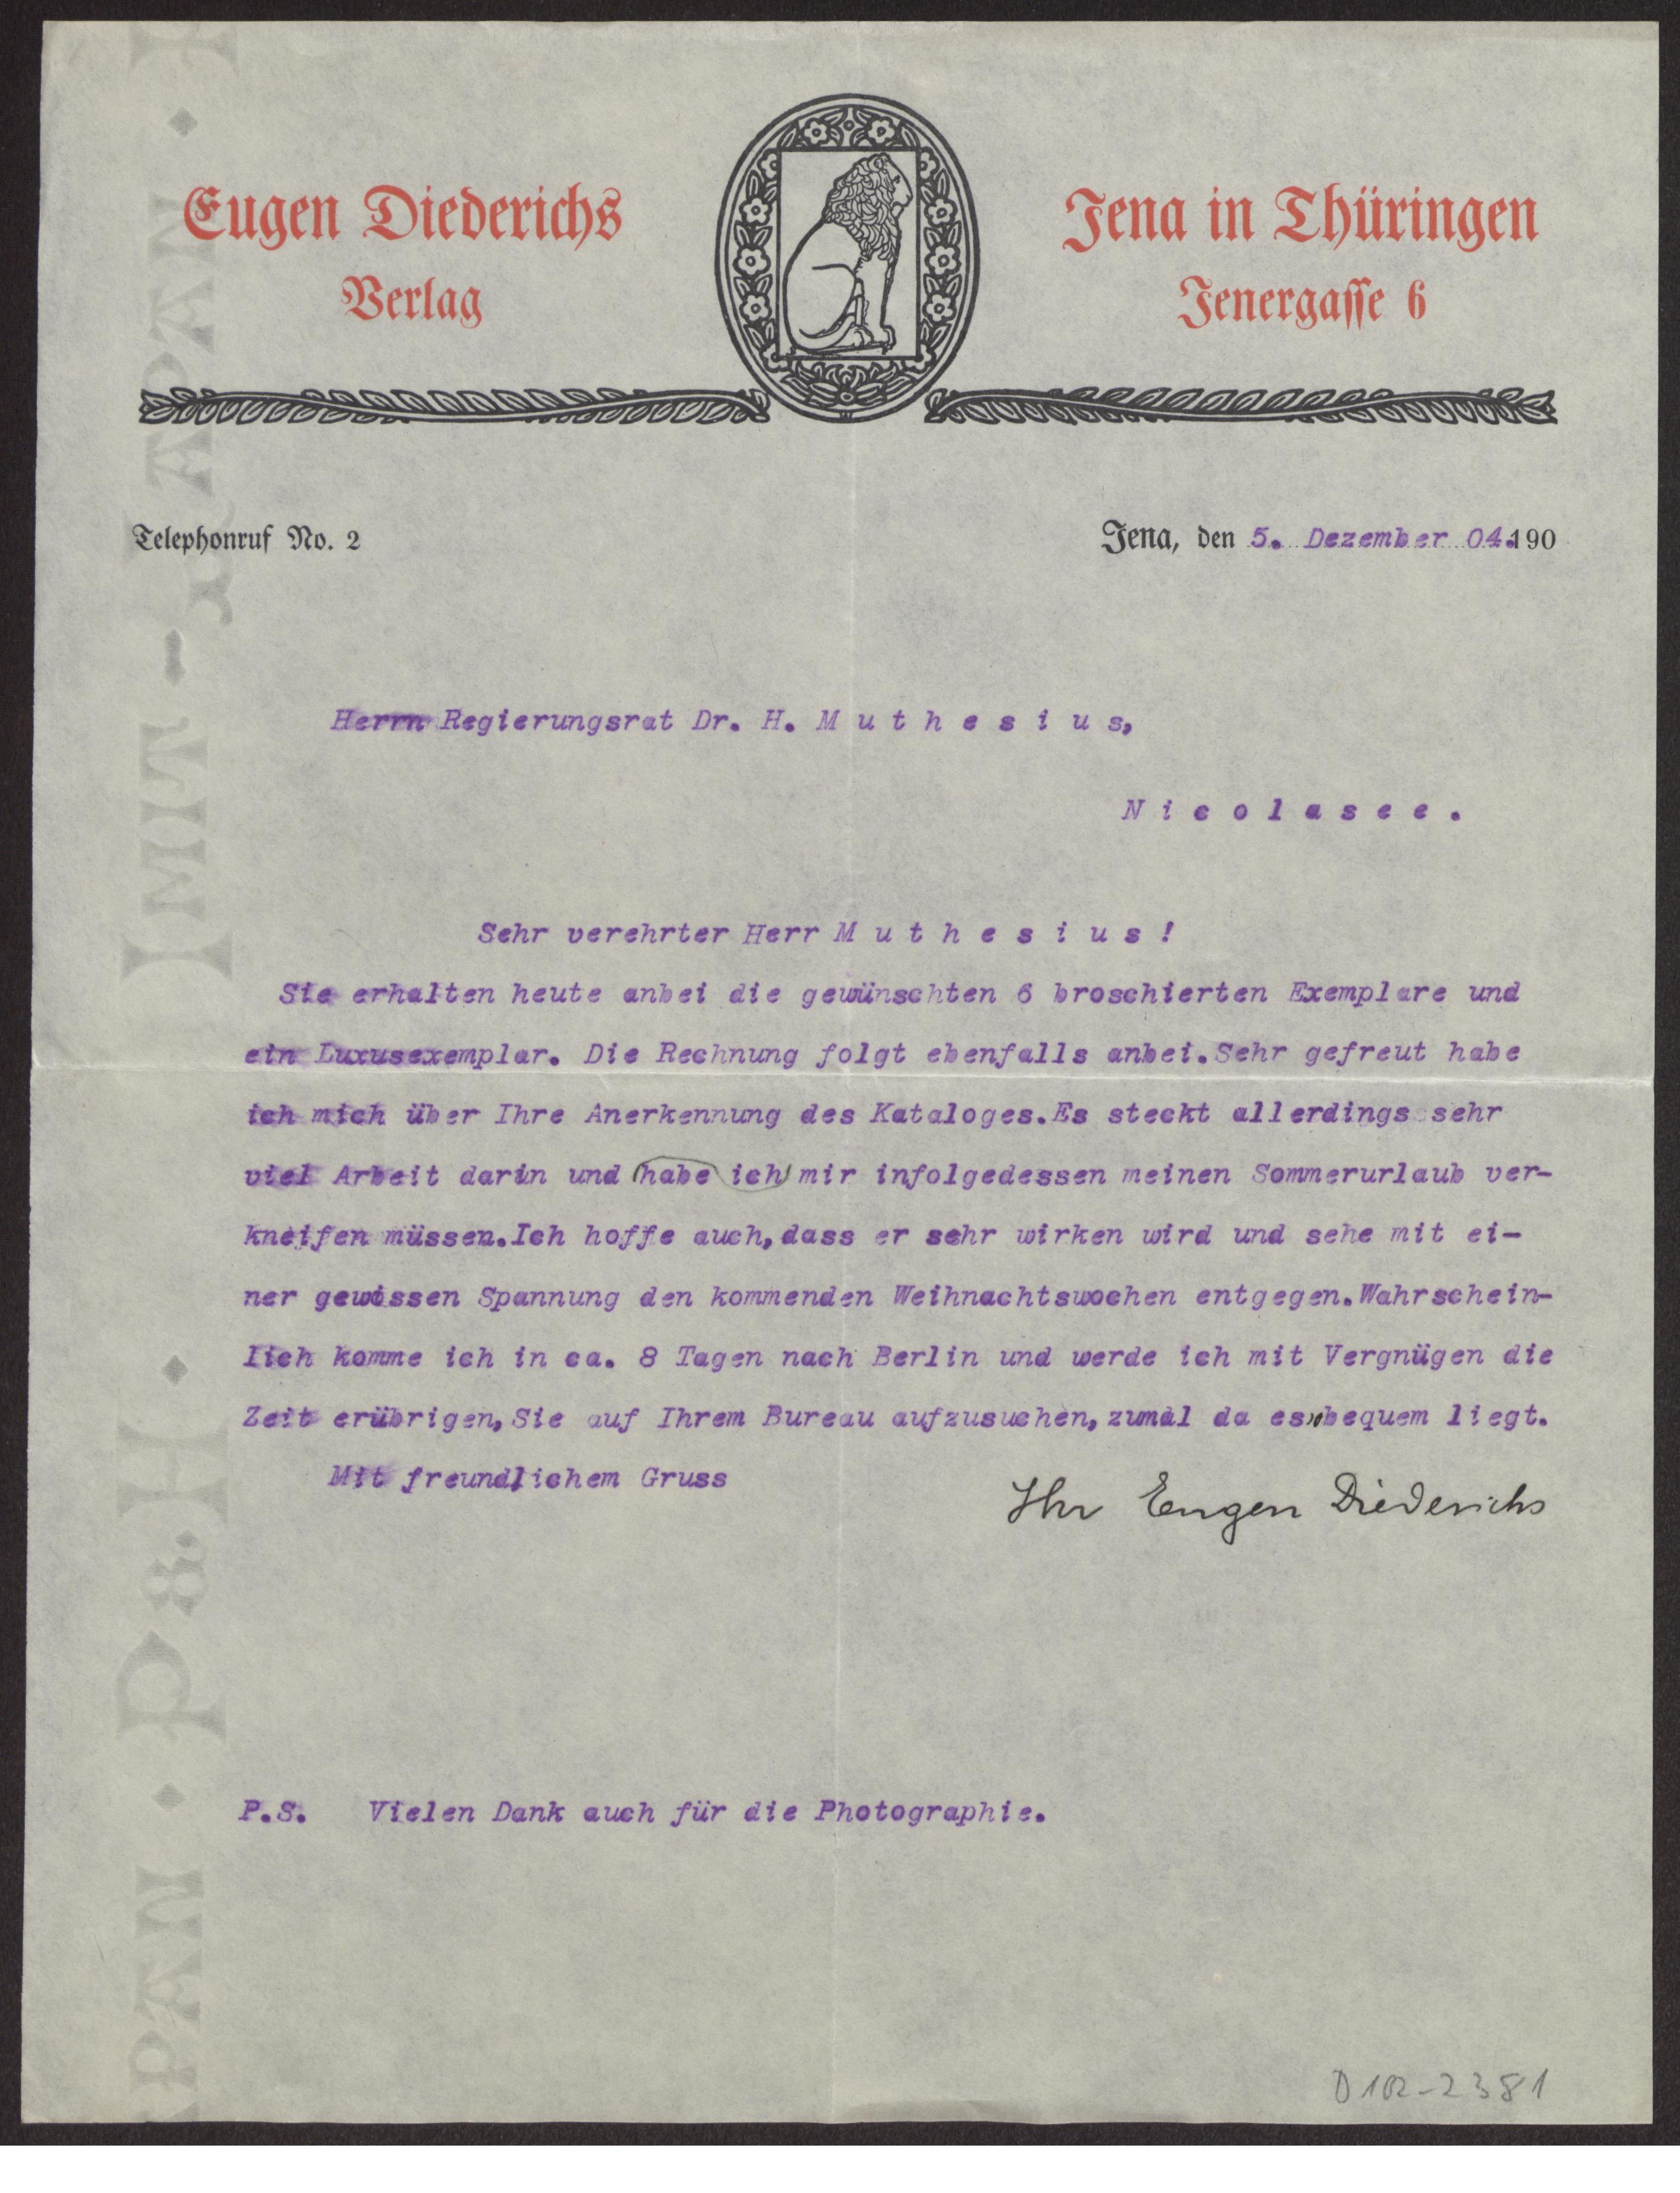 Eugen Diederichs
Verlag
Jena in Thüringen
Jenergasse 6
Telephonruf No. 2
Jena, den 5. Dezember 04.190
Herrn Regierungsrat Dr. H. M u t h e s i u s,
N i c o l a s e e .
Sehr verehrter Herr M u t h e s i u s !
Sie erhalten heute anbei die gewünschten 6 broschierten Exemplare und
ein Luxusexemplar. Die Rechnung folgt ebenfalls anbei.Sehr gefreut habe
ich mich über Ihre Anerkennung des Kataloges.Es steckt allerdings sehr
viel Arbeit darin und habe ich mir infolgedessen meinen Sommerurlaub ver-
kneifen müssen.Ich hoffe auch,dass er sehr wirken wird und sehe mit ei-
ner gewissen Spannung den kommenden Weihnachtswochen entgegen.Wahrschein-
lich komme ich in ca. 8 Tagen nach Berlin und werde ich mit Vergnügen die
Zeit erübrigen,Sie auf Ihrem Bureau aufzusuchen,zumal da es bequem liegt.
Mit freundlichem Gruss
Ihr Eugen Diederichs
P.S. Vielen Dank auch für die Photographie.
D 102-2381